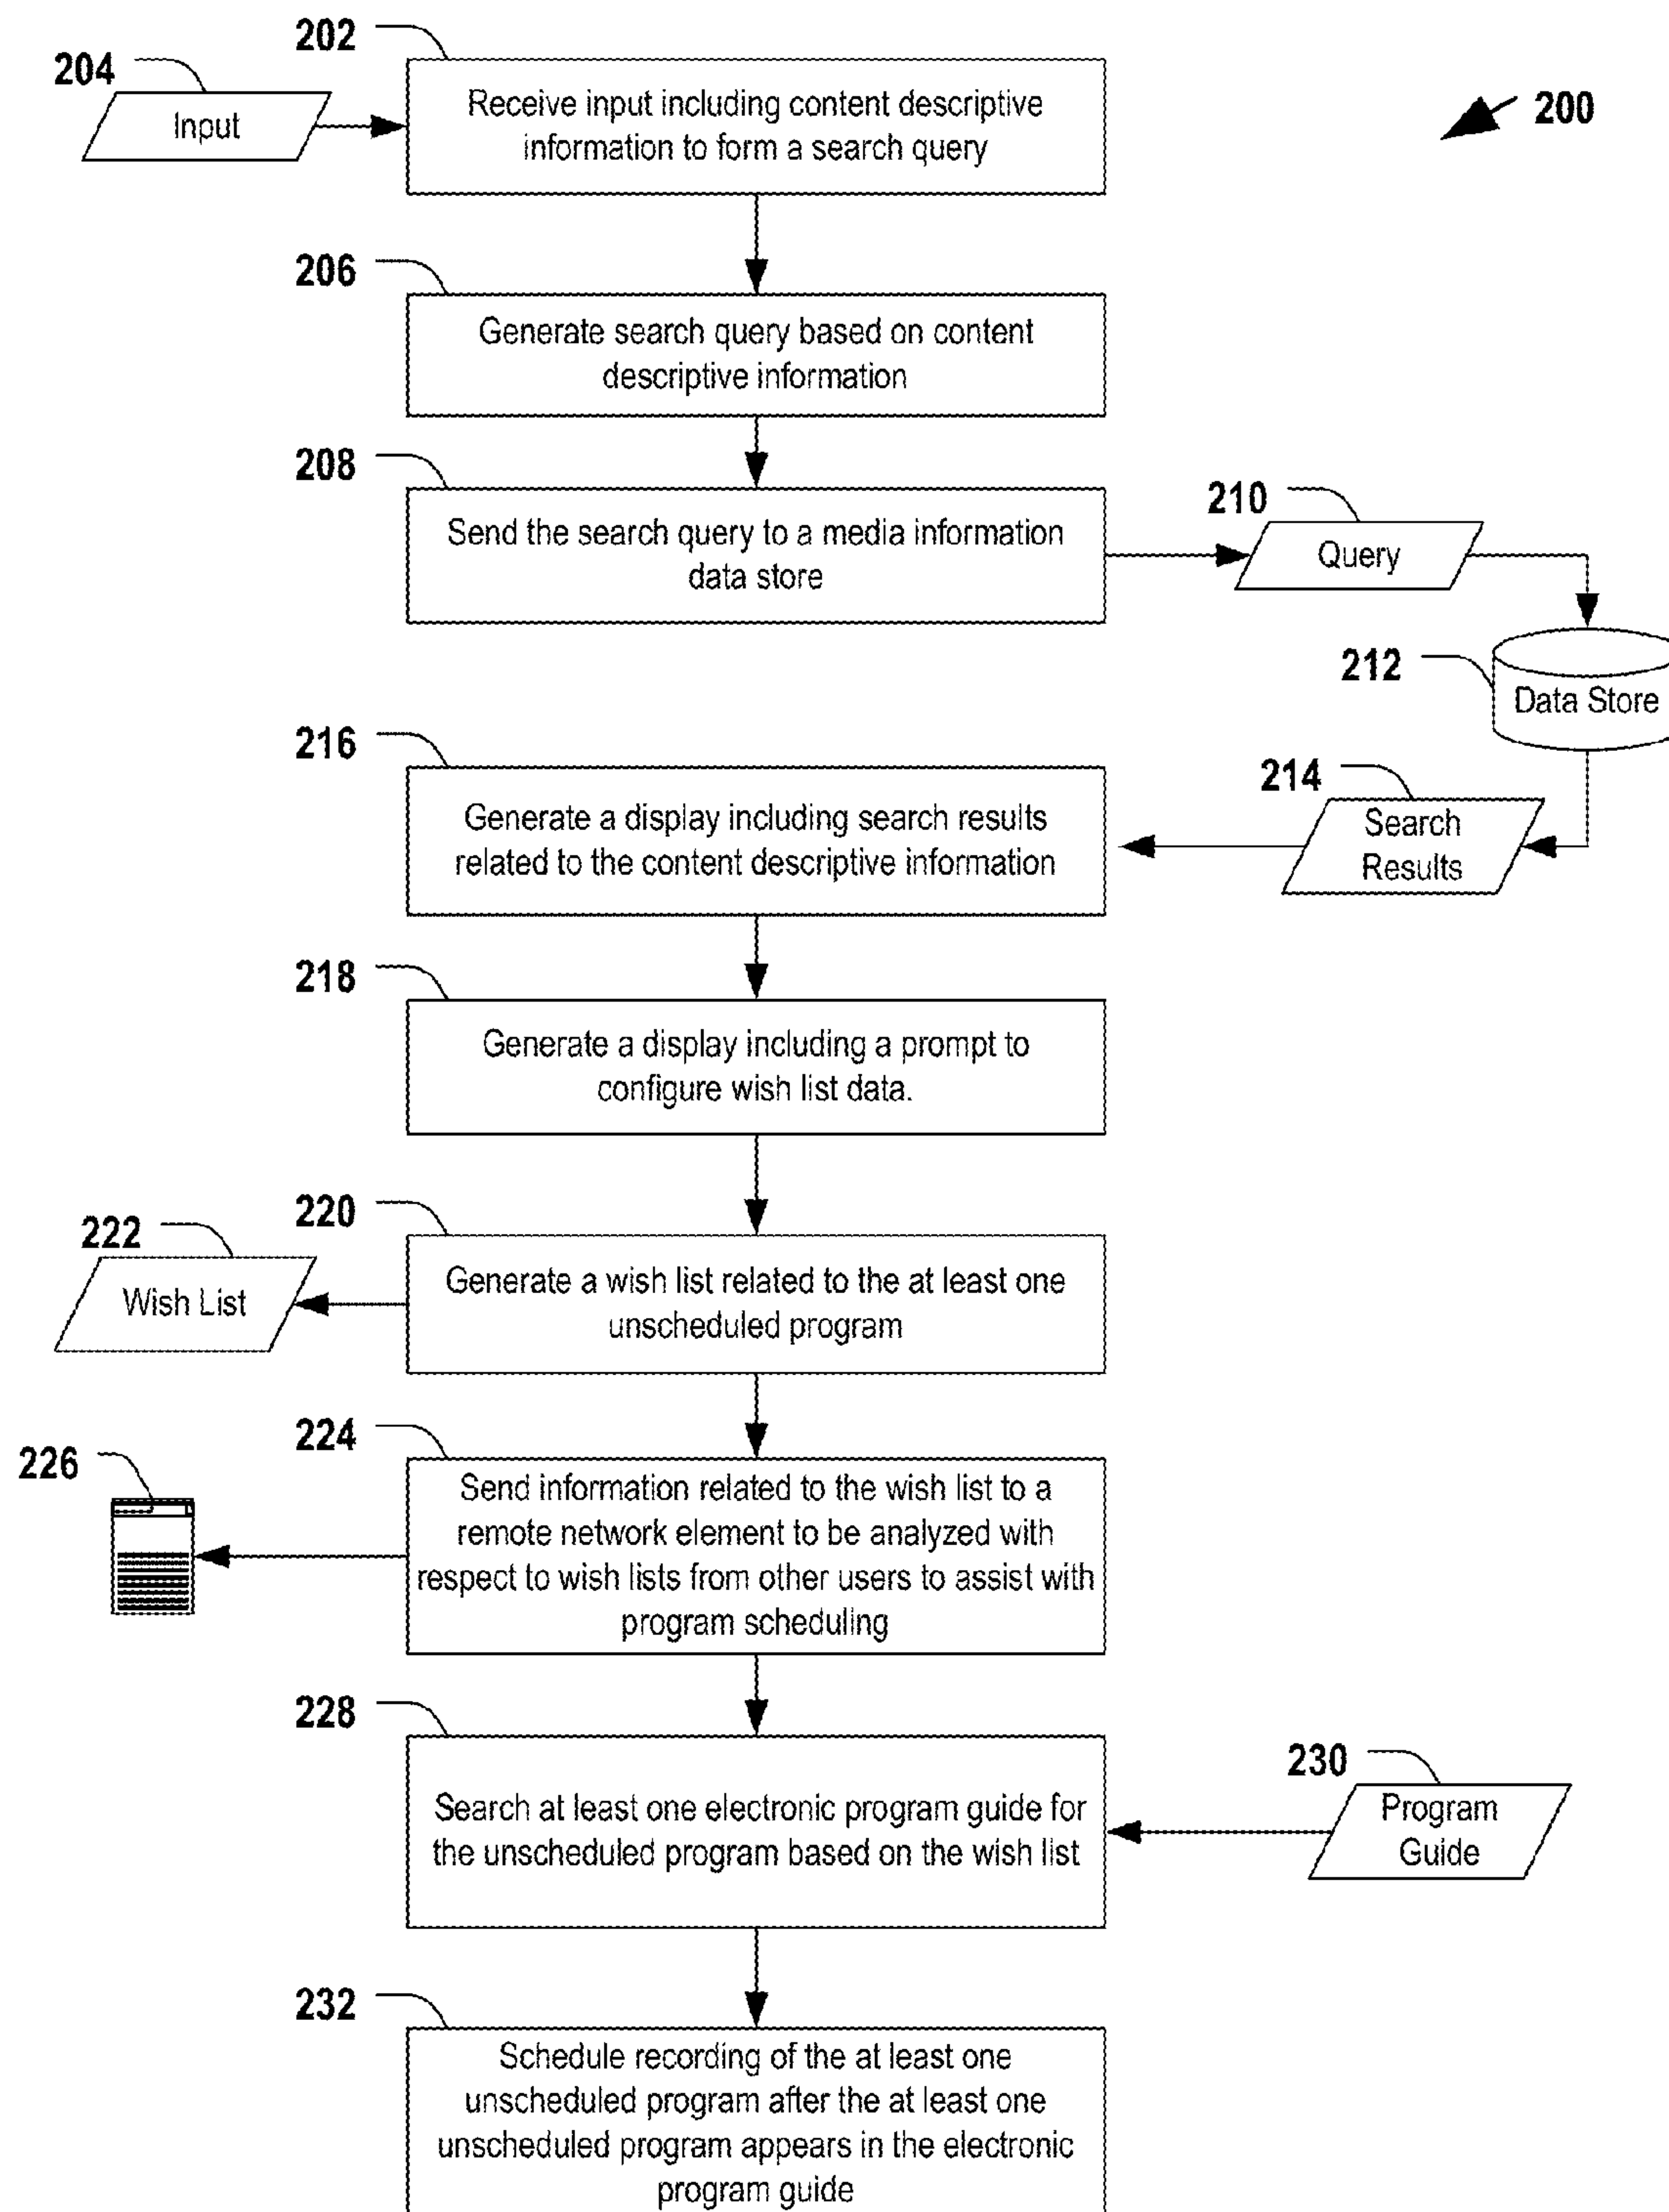 202
204
Input
Receive input including content descriptive
information to form a search query
200
206
Generate search query based on content
descriptive information
208
Send the search query to a media information
data store
210
Query
212
Data Store
214
Search
Results
216
Generate a display including search results
related to the content descriptive information
218
Generate a display including a prompt to
configure wish list data.
220
222
Wish List
Generate a wish list related to the at least one
unscheduled program
224
226
Send information related to the wish list to a
remote network element to be analyzed with
respect to wish lists from other users to assist with
program scheduling
228
Search at least one electronic program guide for
the unscheduled program based on the wish list
230
Program
Guide
232
Schedule recording of the at least one
unscheduled program after the at least one
unscheduled program appears in the electronic
program guide